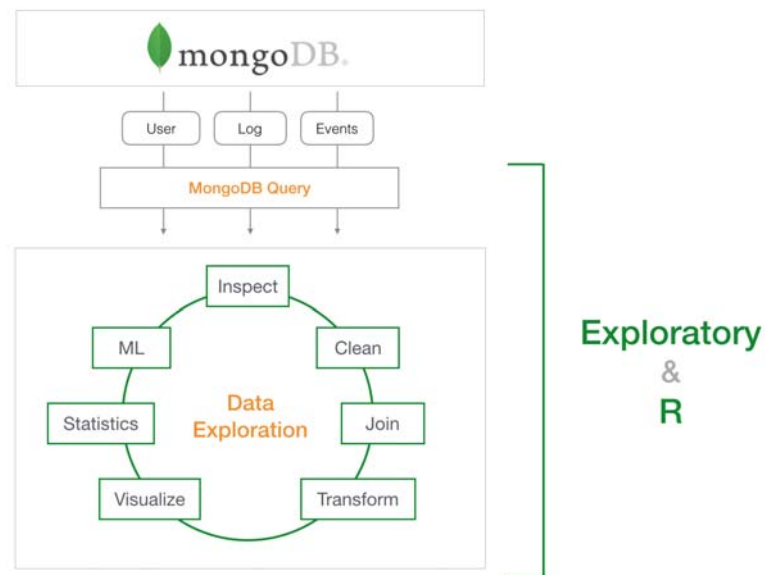 mongoDB.
User
Log
Events
MongoDB Query
Inspect
ML
Clean
Data
Exploration
Statistics
Join
Visualize
Transform
Exploratory
&
R